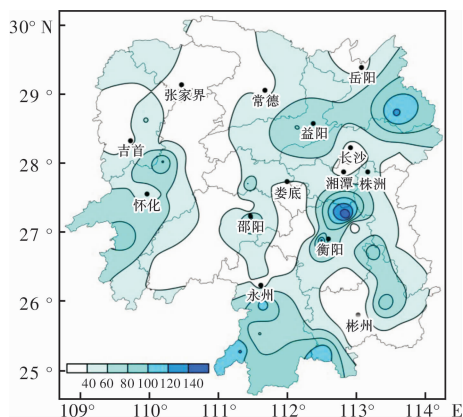 30° N
29 °
28 °
27 °
26 °
25 °
岳阳
张家界
常德
益阳
吉首
长沙
湘潭 株洲
娄底
怀化
邵阳
衡阳
永州
彬州
40 60 80 100 120 140
109° 110 ° 111 ° 112 ° 113 ° 114 ° E